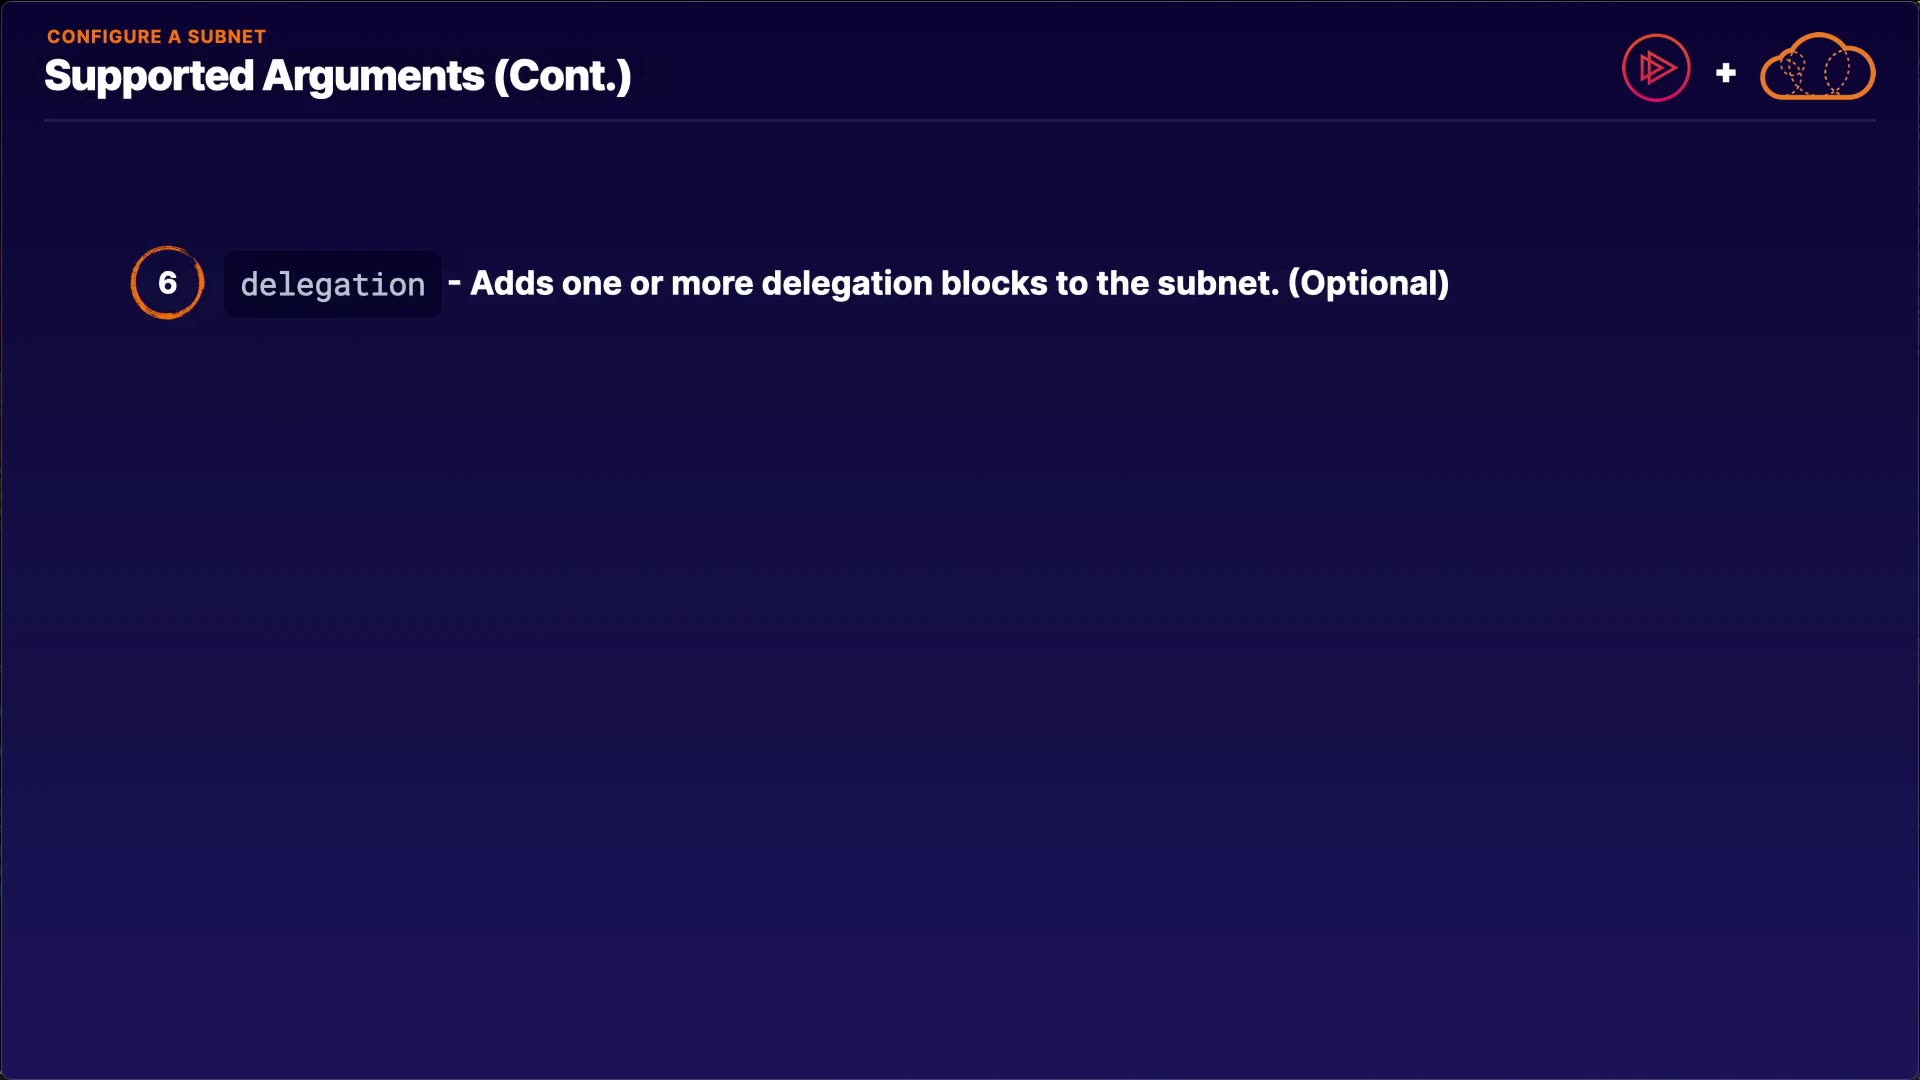 CONFIGURE A SUBNET
Supported Arguments (Cont.)
+
6 delegation - Adds one or more delegation blocks to the subnet. (Optional)